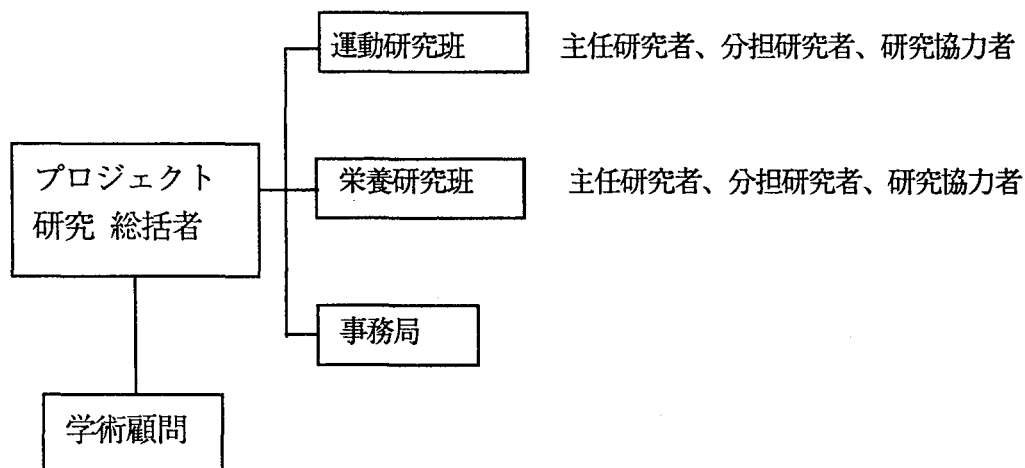 運動研究班 主任研究者、分担研究者、研究協力者
プロジェクト
研究 総括者
栄養研究班 主任研究者、分担研究者、研究協力者
事務局
学術顧問